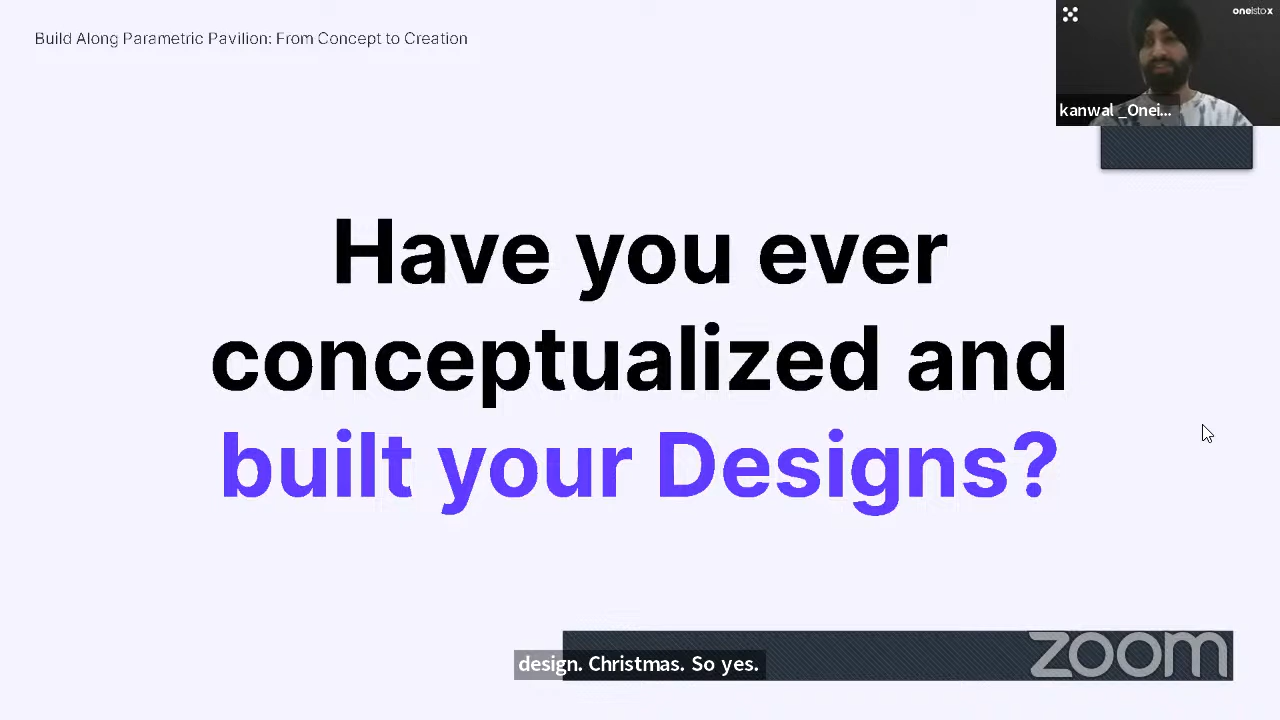 Build Along Parametric Pavilion: From Concept to Creation
oneistox
kanwal _Onei...
Have you ever
conceptualized and
built your Designs?
design. Christmas. So yes.
zoom